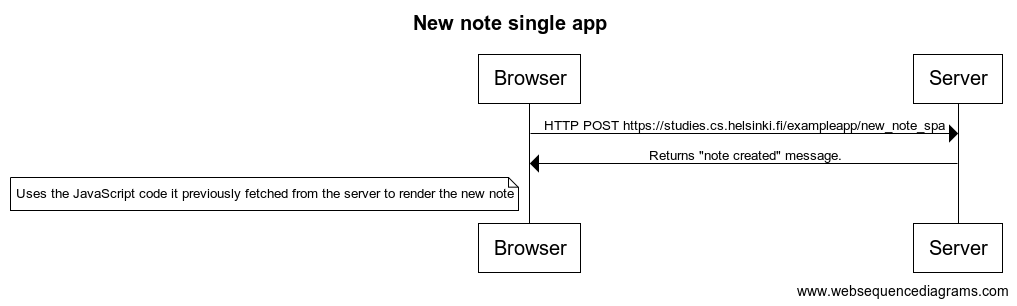 New note single app
Browser
Server
HTTP POST https://studies.cs.helsinki.fi/exampleapp/new_note_spa
Returns "note created" message.
Uses the JavaScript code it previously fetched from the server to render the new note
Browser
Server
www.websequencediagrams.com